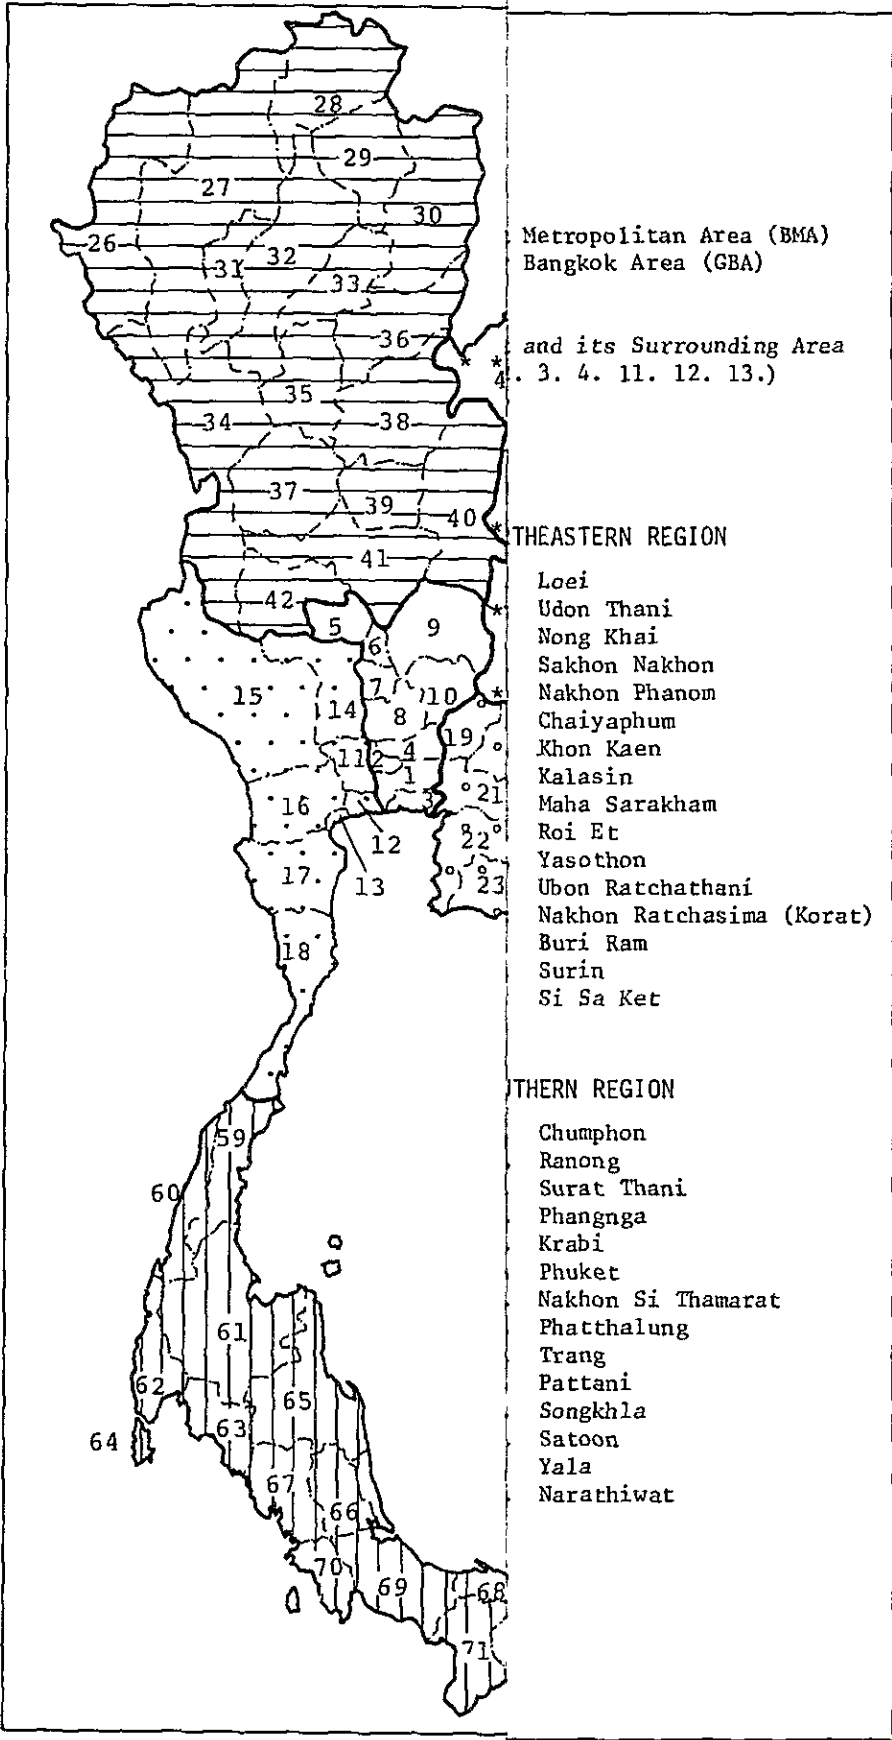 28
29
27
30
26
32
31
33
36
35
34
38
37
39
40
41
42
5
6
9
7
10
15
14
8
19
11 2
4
1
21
16
3
12
22
17
13
23
18
59
60
61
62
65
64
63
67
66
70
69
68
71
Metropolitan Area (BMA)
Bangkok Area (GBA)
and its Surrounding Area
4. 3. 4. 11. 12. 13.)
THEASTERN REGION
Loei
Udon Thani
Nong Khai
Sakhon Nakhon
Nakhon Phanom
Chaiyaphum
Khon Kaen
Kalasin
Maha Sarakham
Roi Et
Yasothon
Ubon Ratchathani
Nakhon Ratchasima (Korat)
Buri Ram
Surin
Si Sa Ket
THERN REGION
Chumphon
Ranong
Surat Thani
Phangnga
Krabi
Phuket
Nakhon Si Thamarat
Phatthalung
Trang
Pattani
Songkhla
Satoon
Yala
Narathiwat